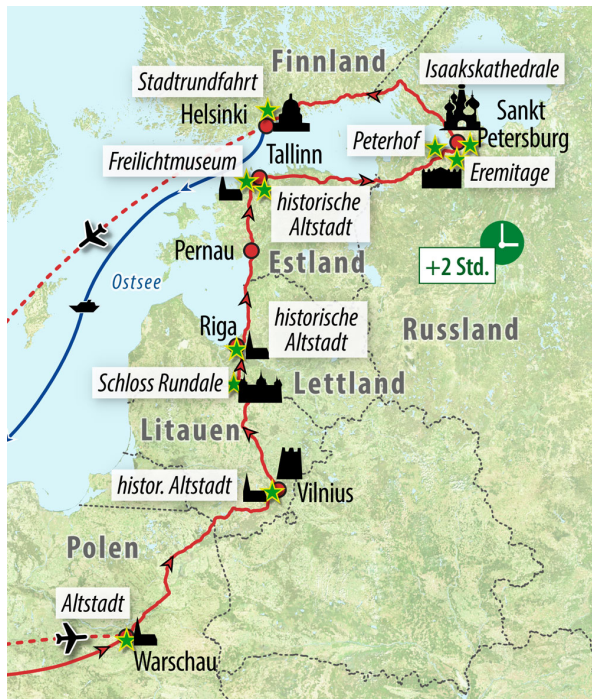 Finnland
Stadtrundfahrt
Isaakskathedrale
Helsinki
Sankt
Petersburg
Peterhof
Freilichtmuseum
Tallinn
Eremitage
historische
Altstadt
Pernau
Estland
+2 Std.
Ostsee
Riga
historische
Altstadt
Russland
Schloss Rundale
Lettland
Litauen
histor. Altstadt
Vilnius
Polen
Altstadt
Warschau